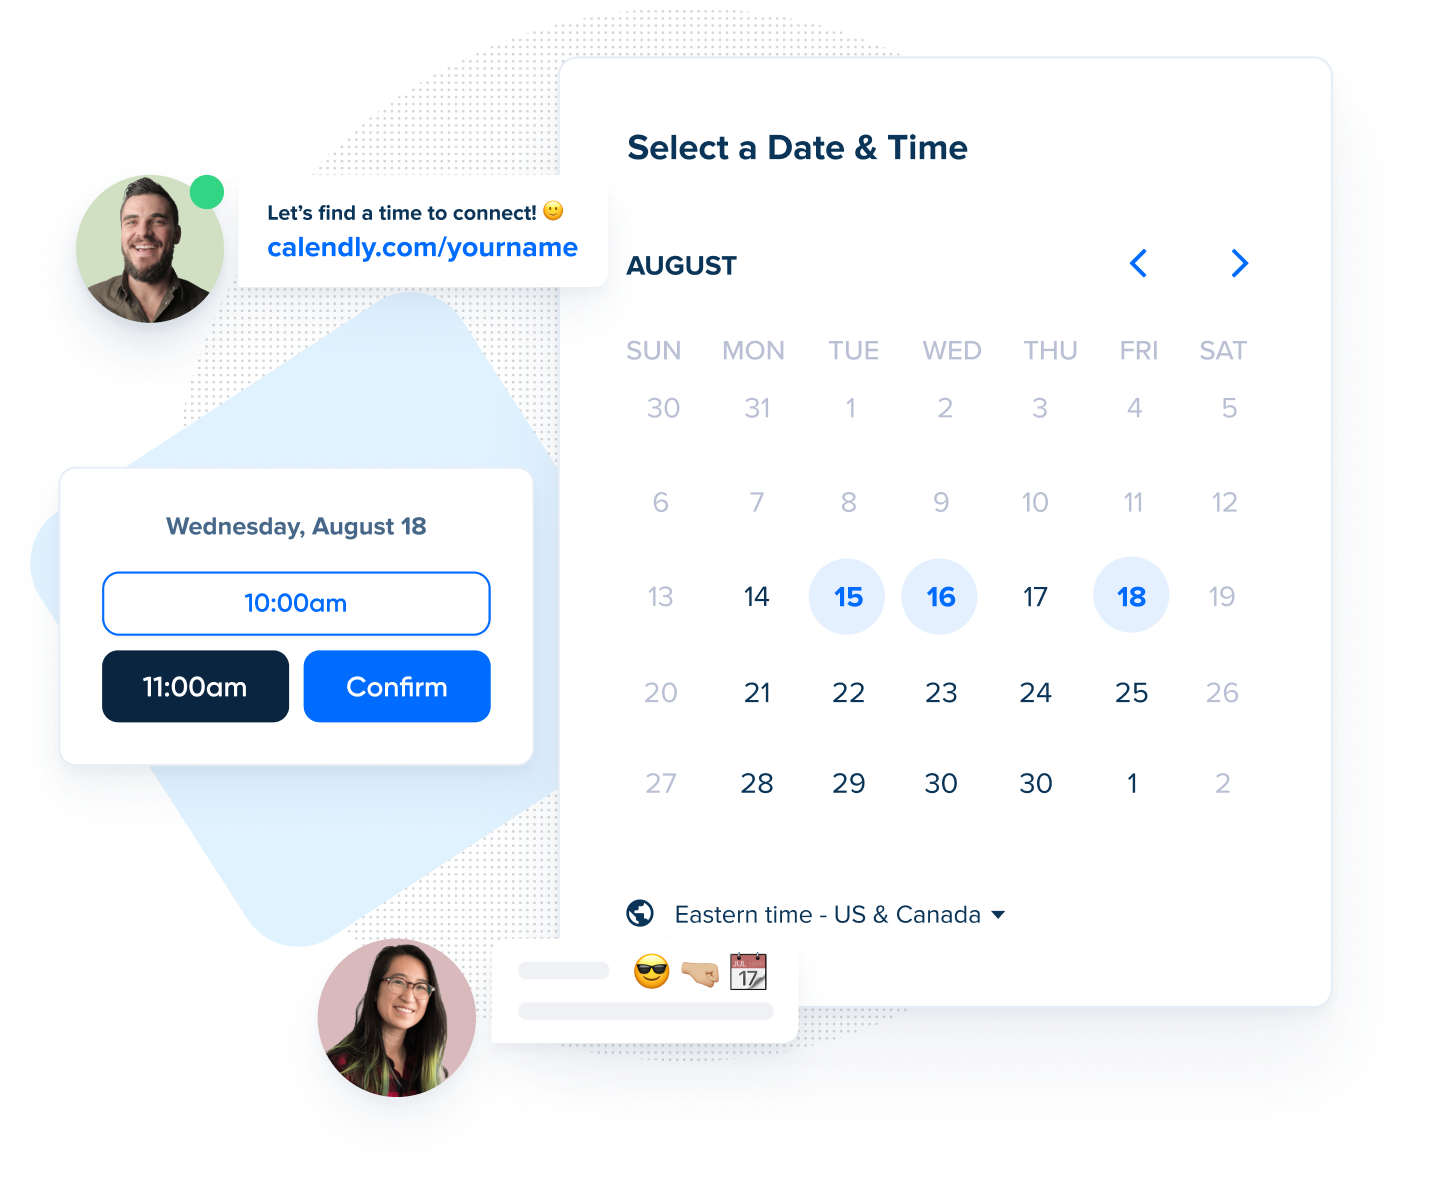 Select a Date & Time
Let's find a time to connect! 🙂
calendly.com/yourname
AUGUST
SUN MON TUE WED THU FRI SAT
30 31 1 2 3 4 5
6 7 8 9 10 11 12
13 14 15 16 17 18 19
20 21 22 23 24 25 26
27 28 29 30 30 1 2
Wednesday, August 18
10:00am
11:00am Confirm
Eastern time - US & Canada
😎 🤜🏼 📆
JUL
17